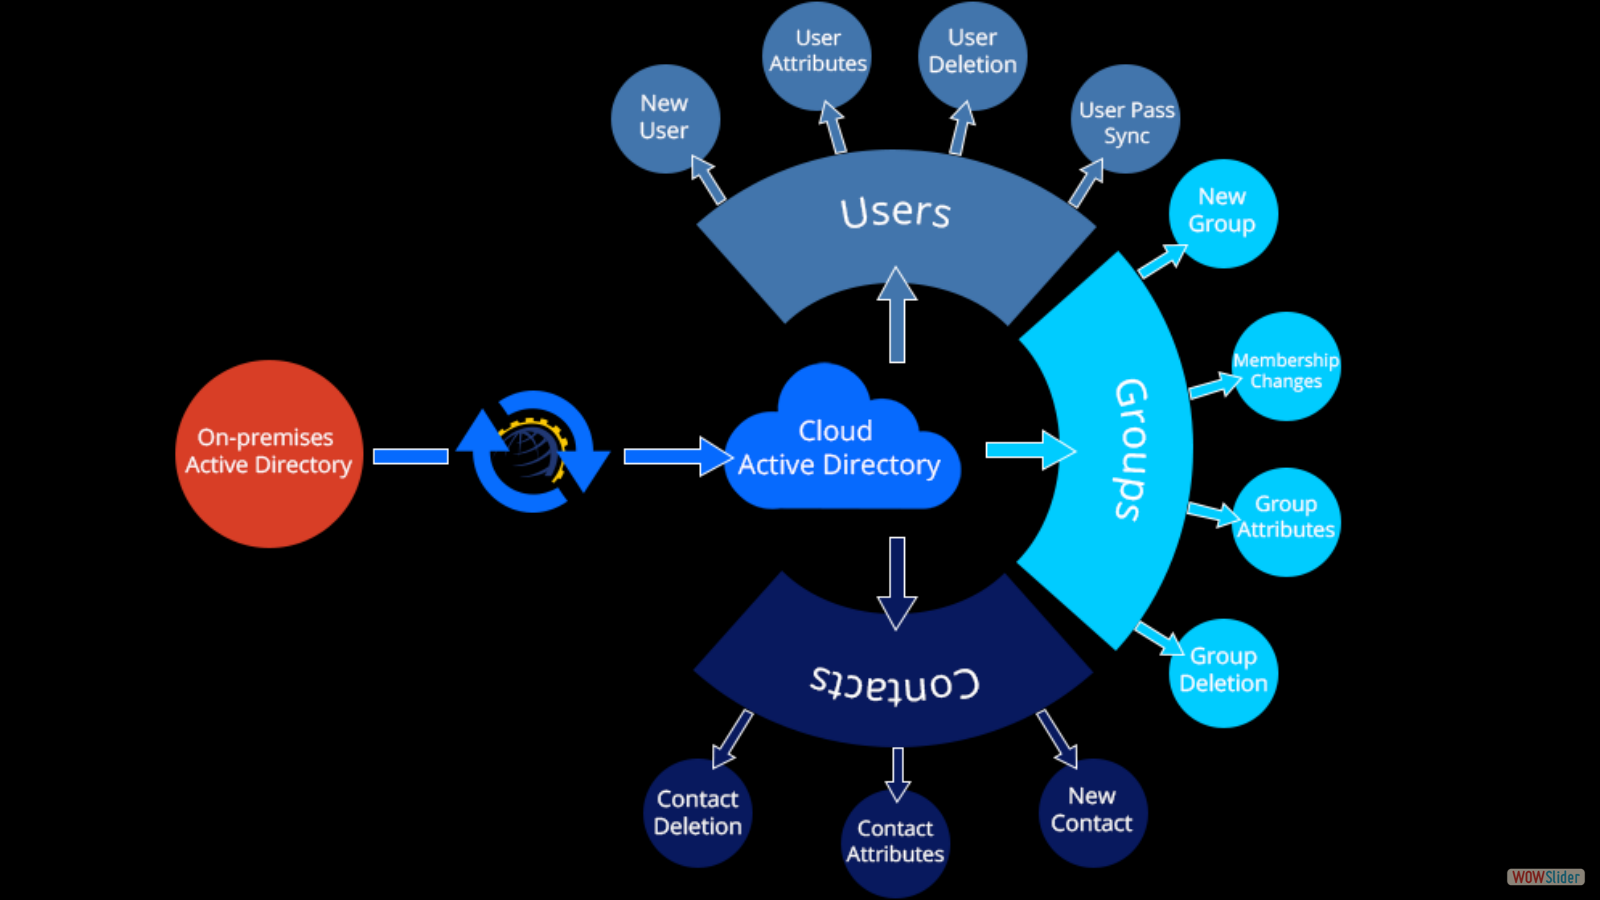 User
Attributes
User
Deletion
New
User
User Pass
Sync
Users
New
Group
Membership
Changes
On-premises
Active Directory
Cloud
Active Directory
Groups
Group
Attributes
Group
Deletion
Contacts
Contact
Deletion
Contact
Attributes
New
Contact
WOWSlider